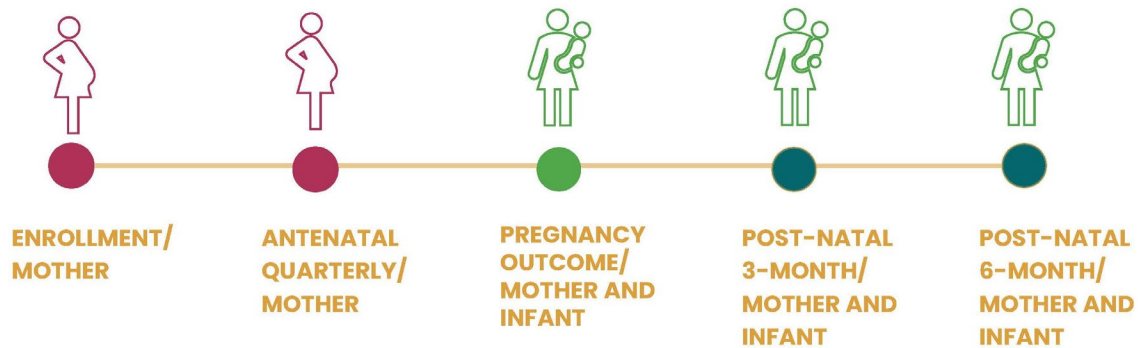 ENROLLMENT/
MOTHER
ANTENATAL
QUARTERLY/
MOTHER
PREGNANCY
OUTCOME/
MOTHER AND
INFANT
POST-NATAL
3-MONTH/
MOTHER AND
INFANT
POST-NATAL
6-MONTH/
MOTHER AND
INFANT